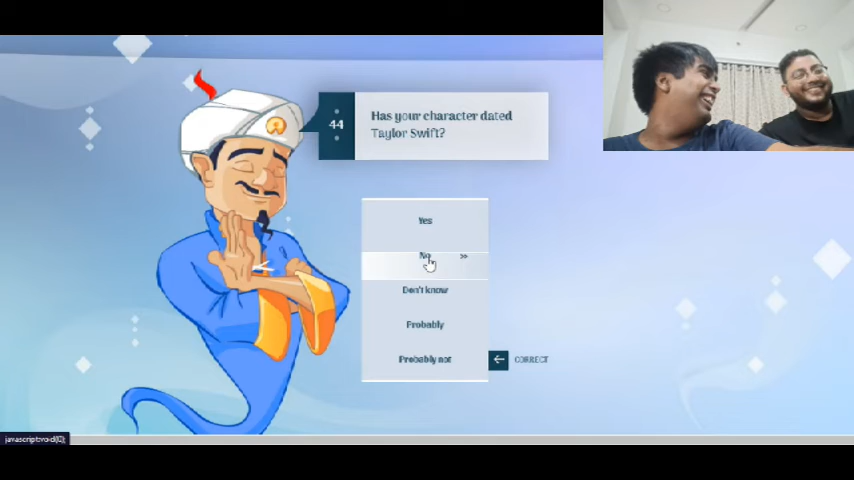 44
Has your character dated
Taylor Swift?
Yes
No
Don't know
Probably
Probably not
CORRECT
javascript:void(0);